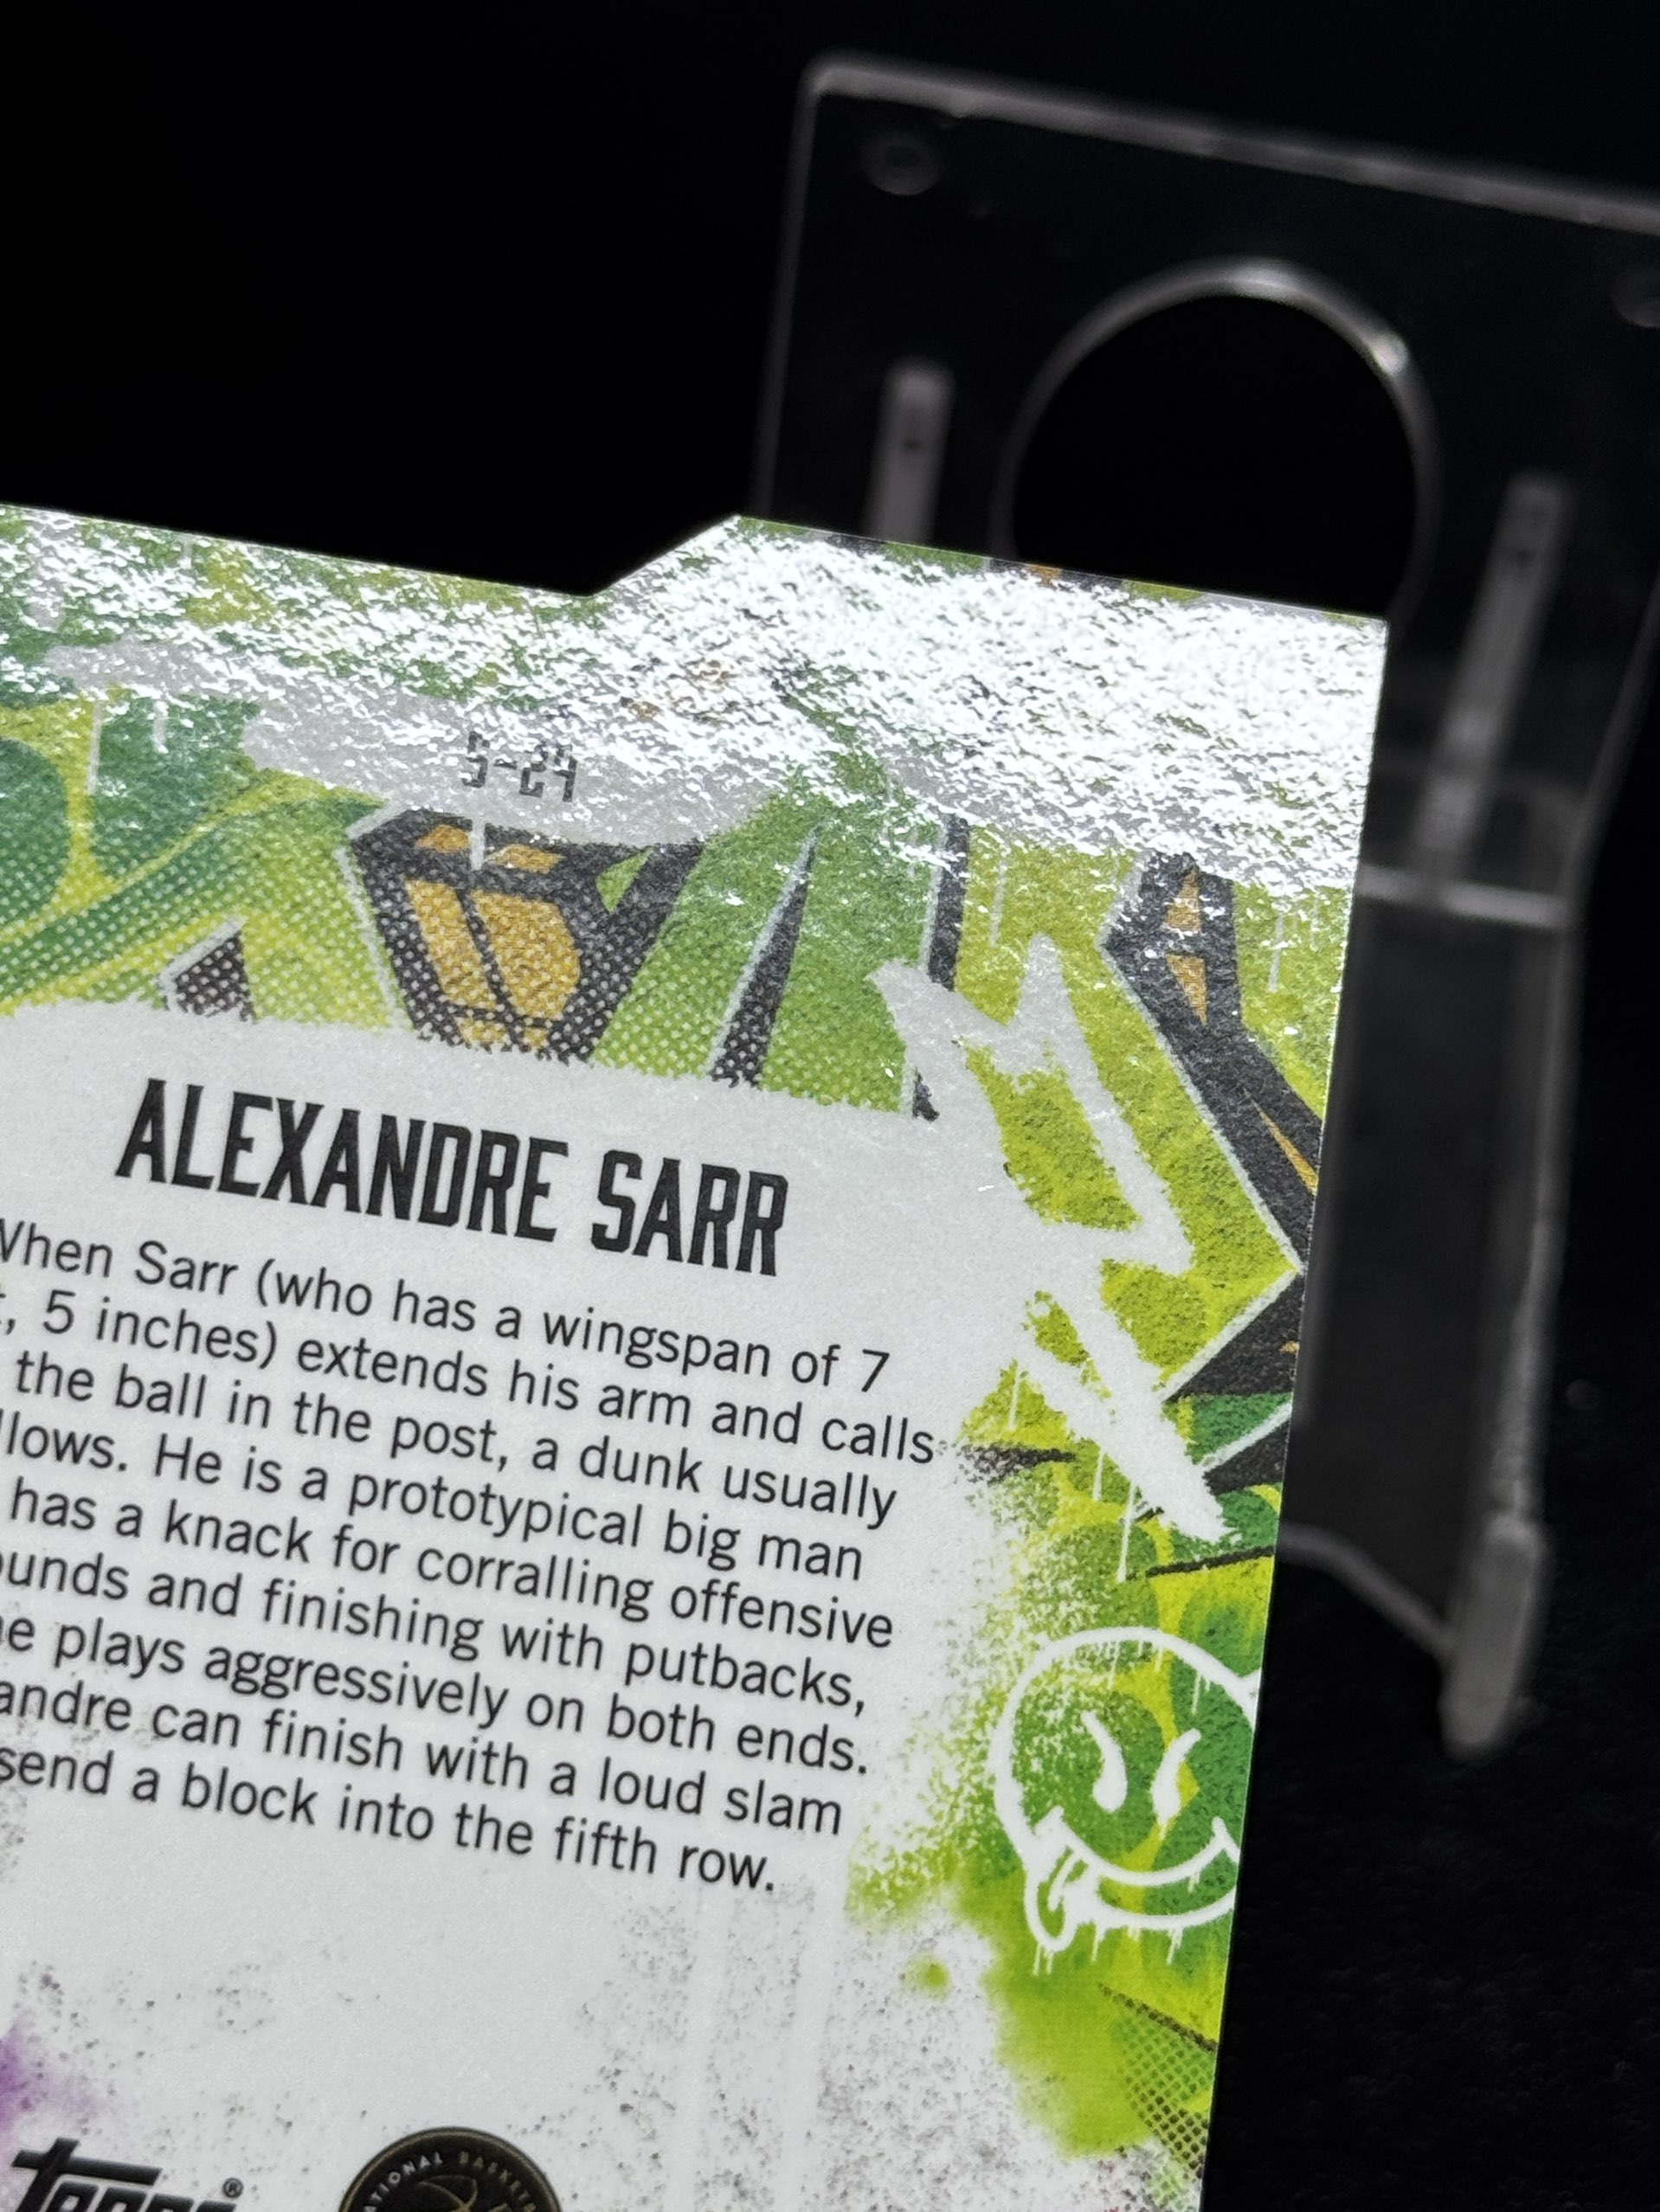 S-24
ALEXANDRE SARR
When Sarr (who has a wingspan of 7
, 5 inches) extends his arm and calls
the ball in the post, a dunk usually
llows. He is a prototypical big man
has a knack for corralling offensive
ounds and finishing with putbacks,
he plays aggressively on both ends.
andre can finish with a loud slam
send a block into the fifth row.
topps®
NATIONAL BASKETB